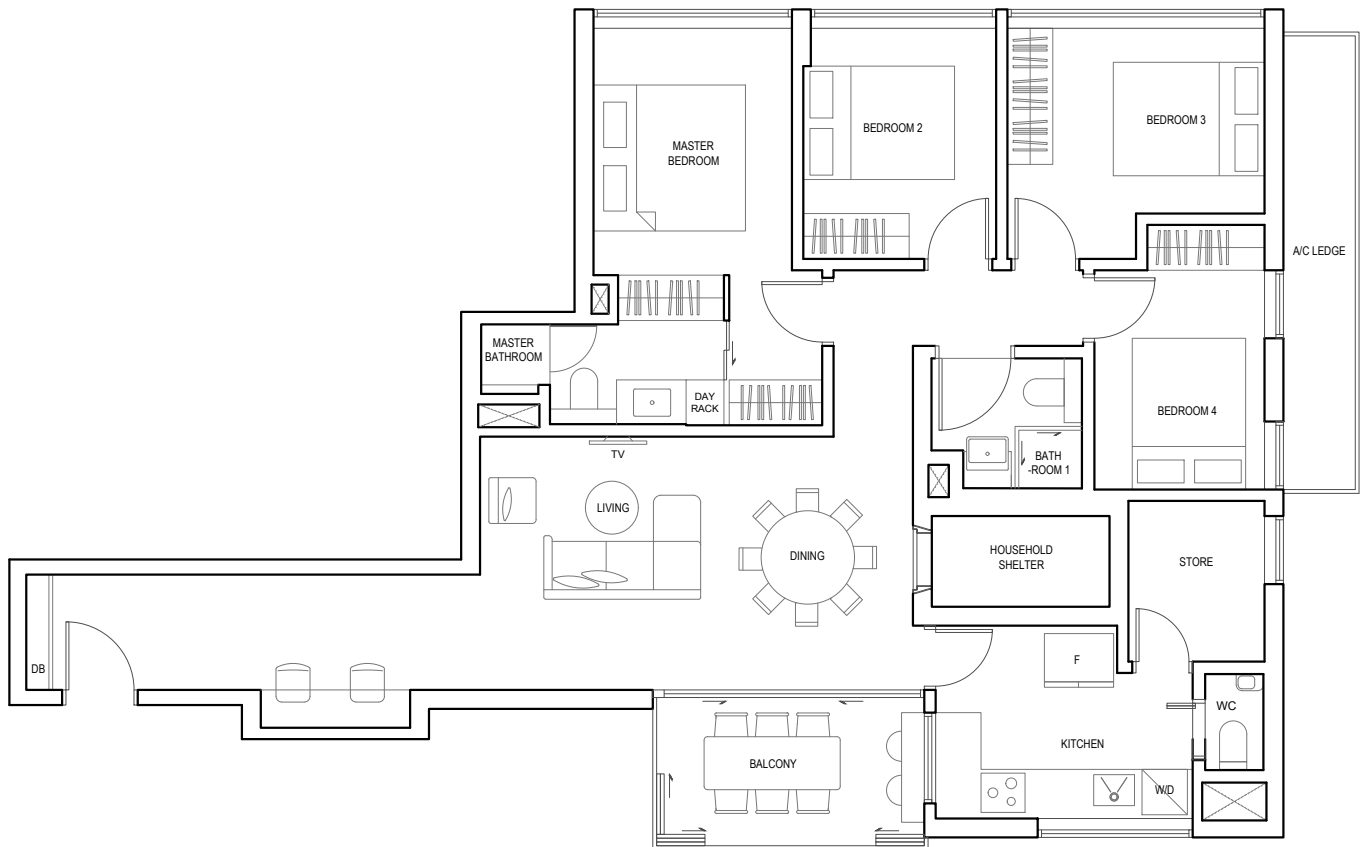 MASTER
BEDROOM
BEDROOM 2
BEDROOM 3
A/C LEDGE
MASTER
BATHROOM
DAY
RACK
BEDROOM 4
TV
BATH
-ROOM 1
LIVING
DINING
HOUSEHOLD
SHELTER
STORE
DB
F
WC
KITCHEN
BALCONY
W/D